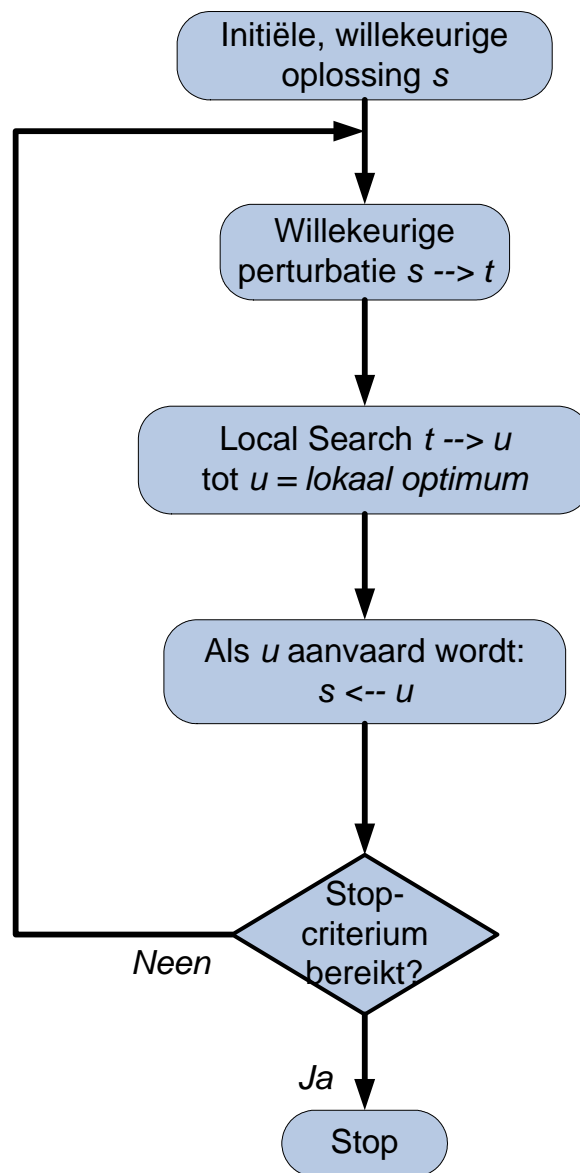 Initiële, willekeurige
oplossing s
Willekeurige
perturbatie s --> t
Local Search t --> u
tot u = lokaal optimum
Als u aanvaard wordt:
s <-- u
Stop-
criterium
bereikt?
Neen
Ja
Stop